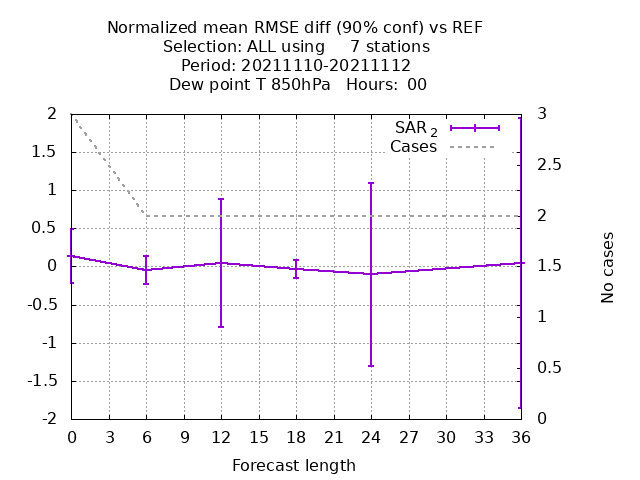 Normalized mean RMSE diff (90% conf) vs REF
Selection: ALL using     7 stations
Period: 20211110-20211112
Dew point T 850hPa   Hours:  00
SAR 2
Cases
2
1.5
1
0.5
0
-0.5
-1
-1.5
-2
3
2.5
2
1.5
1
0.5
0
No cases
0 3 6 9 12 15 18 21 24 27 30 33 36
Forecast length